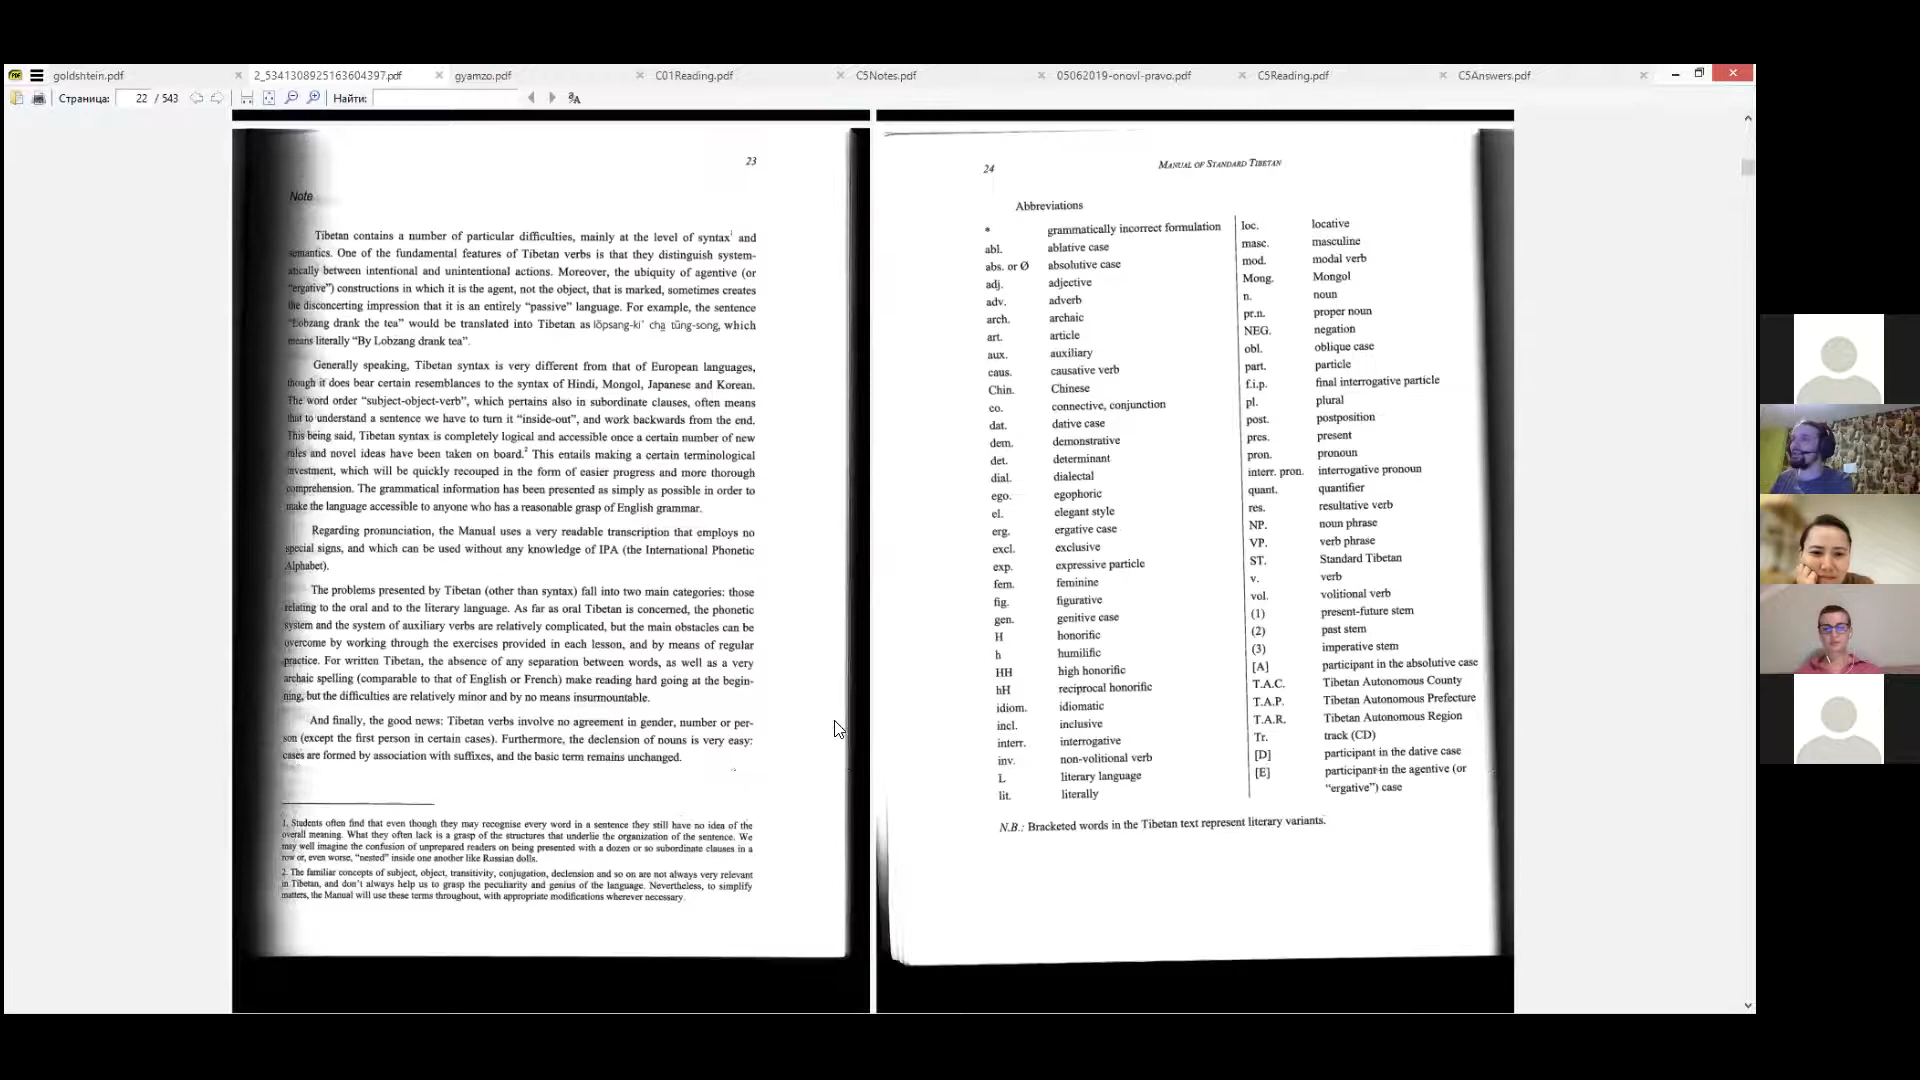 goldshtein.pdf
2_5341308925163604397.pdf
gyamzo.pdf
C01Reading.pdf
C5Notes.pdf
05062019-onovl-pravo.pdf
C5Reading.pdf
C5Answers.pdf
Страница: 22 / 543
Найти:
23
Note
Tibetan contains a number of particular difficulties, mainly at the level of syntax¹ and
semantics. One of the fundamental features of Tibetan verbs is that they distinguish system-
atically between intentional and unintentional actions. Moreover, the ubiquity of agentive (or
“ergative”) constructions in which it is the agent, not the object, that is marked, sometimes creates
the disconcerting impression that it is an entirely “passive” language. For example, the sentence
“Lobzang drank the tea” would be translated into Tibetan as lōpsang-ki' cha tūng-song, which
means literally “By Lobzang drank tea”.
Generally speaking, Tibetan syntax is very different from that of European languages,
though it does bear certain resemblances to the syntax of Hindi, Mongol, Japanese and Korean.
The word order “subject-object-verb”, which pertains also in subordinate clauses, often means
that to understand a sentence we have to turn it “inside-out”, and work backwards from the end.
This being said, Tibetan syntax is completely logical and accessible once a certain number of new
rules and novel ideas have been taken on board.² This entails making a certain terminological
investment, which will be quickly recouped in the form of easier progress and more thorough
comprehension. The grammatical information has been presented as simply as possible in order to
make the language accessible to anyone who has a reasonable grasp of English grammar.
Regarding pronunciation, the Manual uses a very readable transcription that employs no
special signs, and which can be used without any knowledge of IPA (the International Phonetic
Alphabet).
The problems presented by Tibetan (other than syntax) fall into two main categories: those
relating to the oral and to the literary language. As far as oral Tibetan is concerned, the phonetic
system and the system of auxiliary verbs are relatively complicated, but the main obstacles can be
overcome by working through the exercises provided in each lesson, and by means of regular
practice. For written Tibetan, the absence of any separation between words, as well as a very
archaic spelling (comparable to that of English or French) make reading hard going at the begin-
ning, but the difficulties are relatively minor and by no means insurmountable.
And finally, the good news: Tibetan verbs involve no agreement in gender, number or per-
son (except the first person in certain cases). Furthermore, the declension of nouns is very easy:
cases are formed by association with suffixes, and the basic term remains unchanged.
1. Students often find that even though they may recognise every word in a sentence they still have no idea of the
overall meaning. What they often lack is a grasp of the structures that underlie the organization of the sentence. We
may well imagine the confusion of unprepared readers on being presented with a dozen or so subordinate clauses in a
row or, even worse, “nested” inside one another like Russian dolls.
2. The familiar concepts of subject, object, transitivity, conjugation, declension and so on are not always very relevant
in Tibetan, and don't always help us to grasp the peculiarity and genius of the language. Nevertheless, to simplify
matters, the Manual will use these terms throughout, with appropriate modifications wherever necessary.
24
MANUAL OF STANDARD TIBETAN
Abbreviations
* grammatically incorrect formulation
abl. ablative case
abs. or Ø absolutive case
adj. adjective
adv. adverb
arch. archaic
art. article
aux. auxiliary
caus. causative verb
Chin. Chinese
co. connective, conjunction
dat. dative case
dem. demonstrative
det. determinant
dial. dialectal
ego. egophoric
el. elegant style
erg. ergative case
excl. exclusive
exp. expressive particle
fem. feminine
fig. figurative
gen. genitive case
H honorific
h humilific
HH high honorific
hH reciprocal honorific
idiom. idiomatic
incl. inclusive
interr. interrogative
inv. non-volitional verb
L literary language
lit. literally
loc. locative
masc. masculine
mod. modal verb
Mong. Mongol
n. noun
pr.n. proper noun
NEG. negation
obl. oblique case
part. particle
f.i.p. final interrogative particle
pl. plural
post. postposition
pres. present
pron. pronoun
interr. pron. interrogative pronoun
quant. quantifier
res. resultative verb
NP. noun phrase
VP. verb phrase
ST. Standard Tibetan
v. verb
vol. volitional verb
(1) present-future stem
(2) past stem
(3) imperative stem
[A] participant in the absolutive case
T.A.C. Tibetan Autonomous County
T.A.P. Tibetan Autonomous Prefecture
T.A.R. Tibetan Autonomous Region
Tr. track (CD)
[D] participant in the dative case
[E] participant in the agentive (or
“ergative”) case
N.B.: Bracketed words in the Tibetan text represent literary variants.